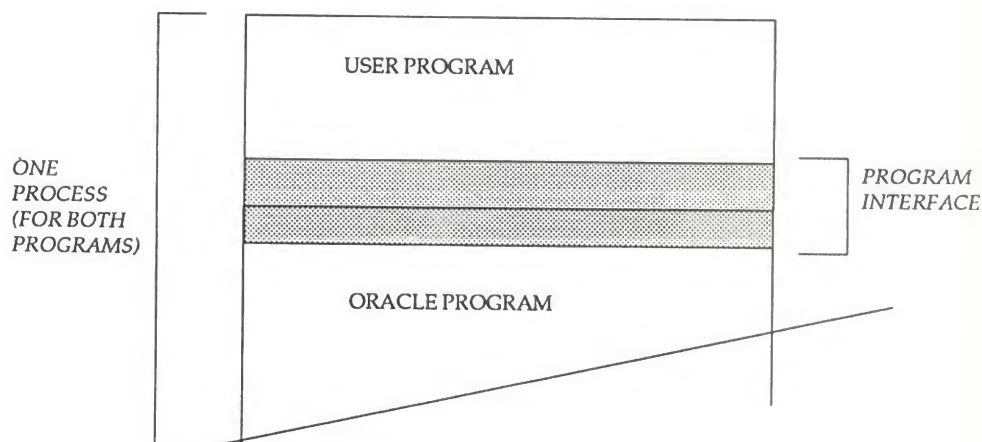 USER PROGRAM
ONE
PROCESS
(FOR BOTH
PROGRAMS)
PROGRAM
INTERFACE
ORACLE PROGRAM